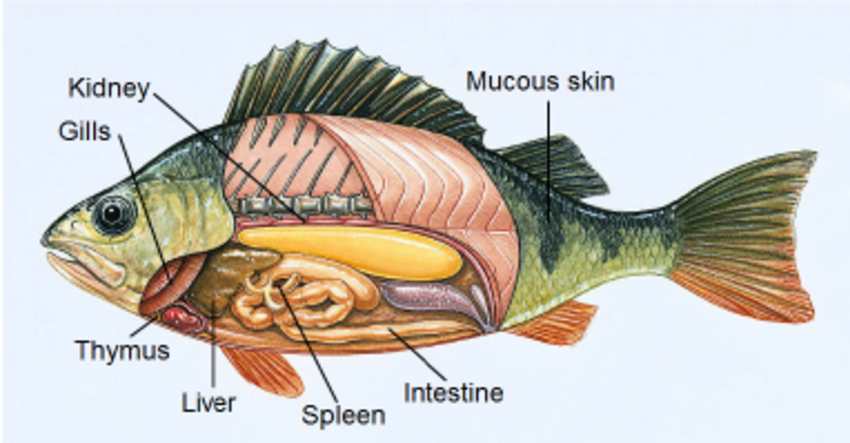 Kidney
Mucous skin
Gills
Thymus
Liver
Spleen
Intestine